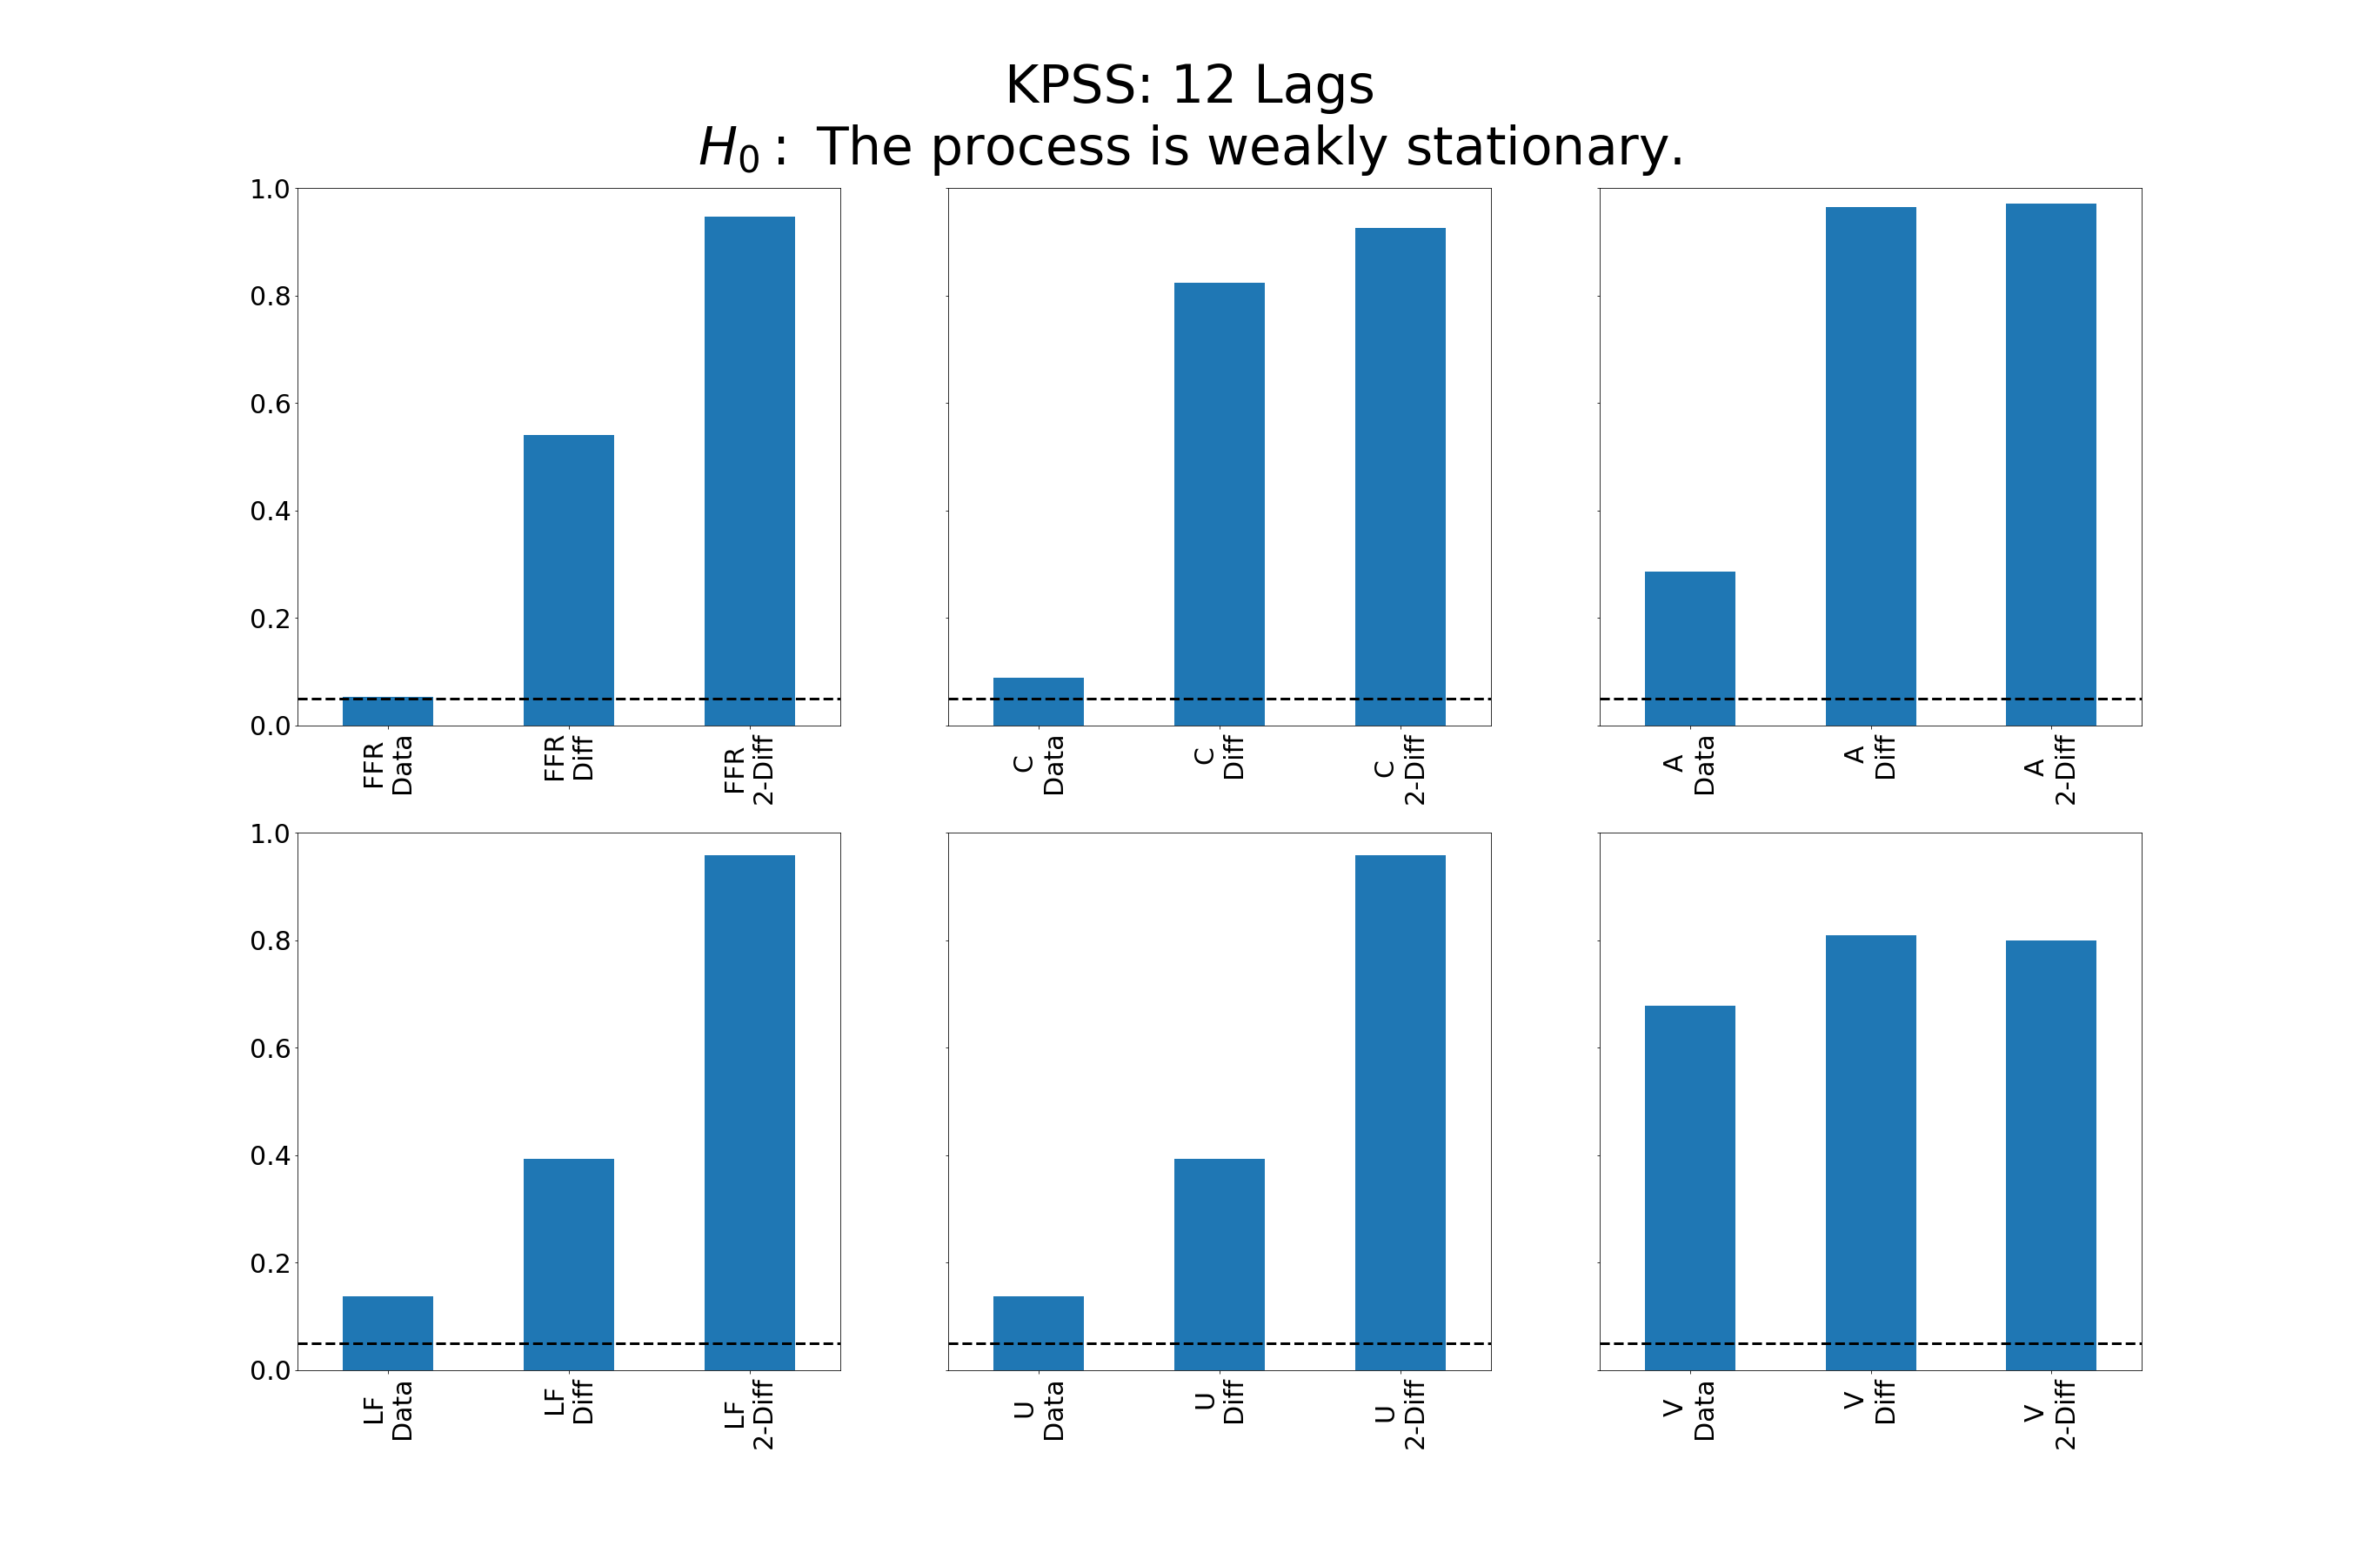 KPSS: 12 Lags
H₀ : The process is weakly stationary.
1.0
0.8
0.6
0.4
0.2
0.0
FFR
Data
FFR
Diff
FFR
2-Diff
C
Data
C
Diff
C
2-Diff
A
Data
A
Diff
A
2-Diff
1.0
0.8
0.6
0.4
0.2
0.0
LF
Data
LF
Diff
LF
2-Diff
U
Data
U
Diff
U
2-Diff
V
Data
V
Diff
V
2-Diff